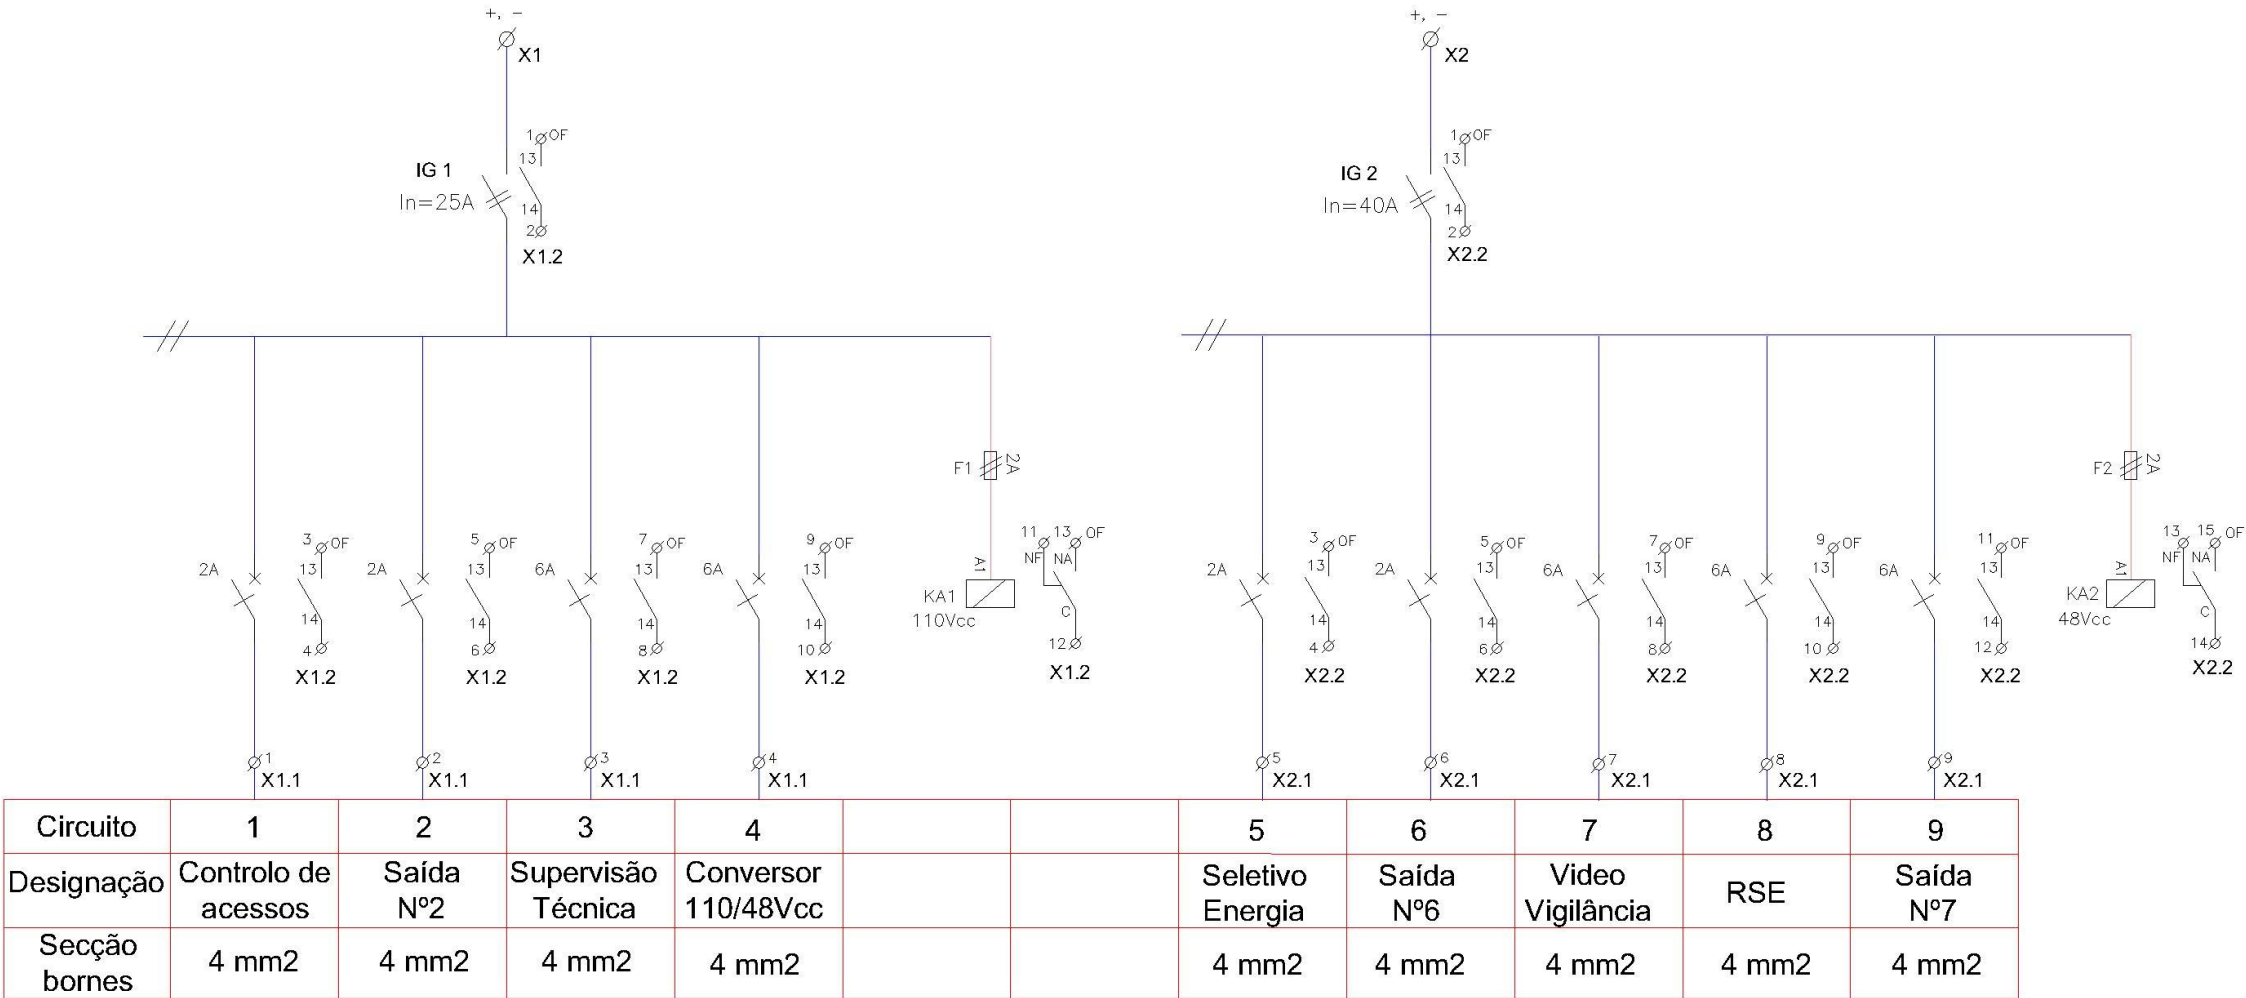 +, -
X1
+, -
X2
1 OF
13
IG 1
In=25A
14
2
X1.2
1 OF
13
IG 2
In=40A
14
2
X2.2
F1 2A
F2 2A
2A
3 OF
13
14
4
X1.2
2A
5 OF
13
14
6
X1.2
6A
7 OF
13
14
8
X1.2
6A
9 OF
13
14
10
X1.2
A1
KA1
110Vcc
11 13 OF
NF NA
C
12
X1.2
2A
3 OF
13
14
4
X2.2
2A
5 OF
13
14
6
X2.2
6A
7 OF
13
14
8
X2.2
6A
9 OF
13
14
10
X2.2
6A
11 OF
13
14
12
X2.2
A1
KA2
48Vcc
13 15 OF
NF NA
C
14
X2.2
1 2 3 4 5 6 7 8 9
X1.1 X1.1 X1.1 X1.1 X2.1 X2.1 X2.1 X2.1 X2.1
Circuito 1 2 3 4 5 6 7 8 9
Designação
Controlo de
acessos
Saída
Nº2
Supervisão
Técnica
Conversor
110/48Vcc
Seletivo
Energia
Saída
Nº6
Video
Vigilância
RSE
Saída
Nº7
Secção
bornes
4 mm2 4 mm2 4 mm2 4 mm2 4 mm2 4 mm2 4 mm2 4 mm2 4 mm2